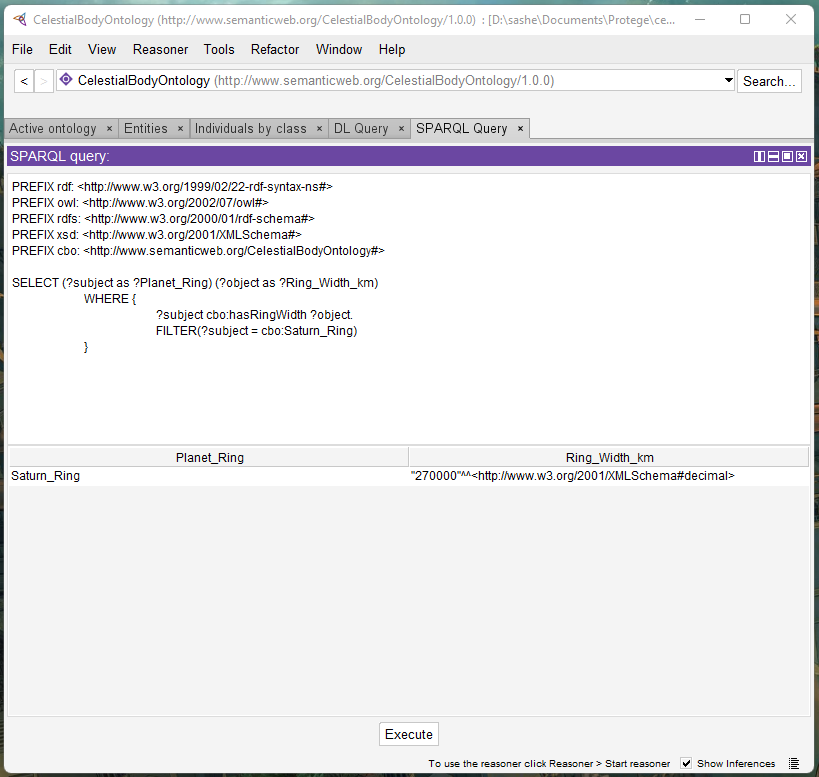 CelestialBodyOntology (http://www.semanticweb.org/CelestialBodyOntology/1.0.0) : [D:\sashe\Documents\Protege\ce...
File Edit View Reasoner Tools Refactor Window Help
< > CelestialBodyOntology (http://www.semanticweb.org/CelestialBodyOntology/1.0.0) Search...
Active ontology × Entities × Individuals by class × DL Query × SPARQL Query ×
SPARQL query:
PREFIX rdf: <http://www.w3.org/1999/02/22-rdf-syntax-ns#>
PREFIX owl: <http://www.w3.org/2002/07/owl#>
PREFIX rdfs: <http://www.w3.org/2000/01/rdf-schema#>
PREFIX xsd: <http://www.w3.org/2001/XMLSchema#>
PREFIX cbo: <http://www.semanticweb.org/CelestialBodyOntology#>
SELECT (?subject as ?Planet_Ring) (?object as ?Ring_Width_km)
WHERE {
?subject cbo:hasRingWidth ?object.
FILTER(?subject = cbo:Saturn_Ring)
}
Planet_Ring Ring_Width_km
Saturn_Ring "270000"^^<http://www.w3.org/2001/XMLSchema#decimal>
Execute
To use the reasoner click Reasoner > Start reasoner Show Inferences